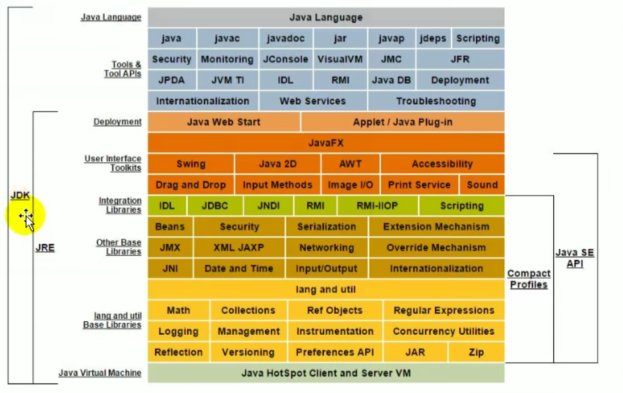 Java Language Java Language
java javac javadoc jar javap jdeps Scripting
Tools & Tool APIs Security Monitoring JConsole VisualVM JMC JFR
JPDA JVM TI IDL RMI Java DB Deployment
Internationalization Web Services Troubleshooting
Deployment Java Web Start Applet / Java Plug-in
JavaFX
User Interface Toolkits Swing Java 2D AWT Accessibility
Drag and Drop Input Methods Image I/O Print Service Sound
Integration Libraries IDL JDBC JNDI RMI RMI-IIOP Scripting
JDK
JRE
Beans Security Serialization Extension Mechanism
Other Base Libraries JMX XML JAXP Networking Override Mechanism
JNI Date and Time Input/Output Internationalization
Java SE API
Compact Profiles
lang and util
lang and util Base Libraries Math Collections Ref Objects Regular Expressions
Logging Management Instrumentation Concurrency Utilities
Reflection Versioning Preferences API JAR Zip
Java Virtual Machine Java HotSpot Client and Server VM